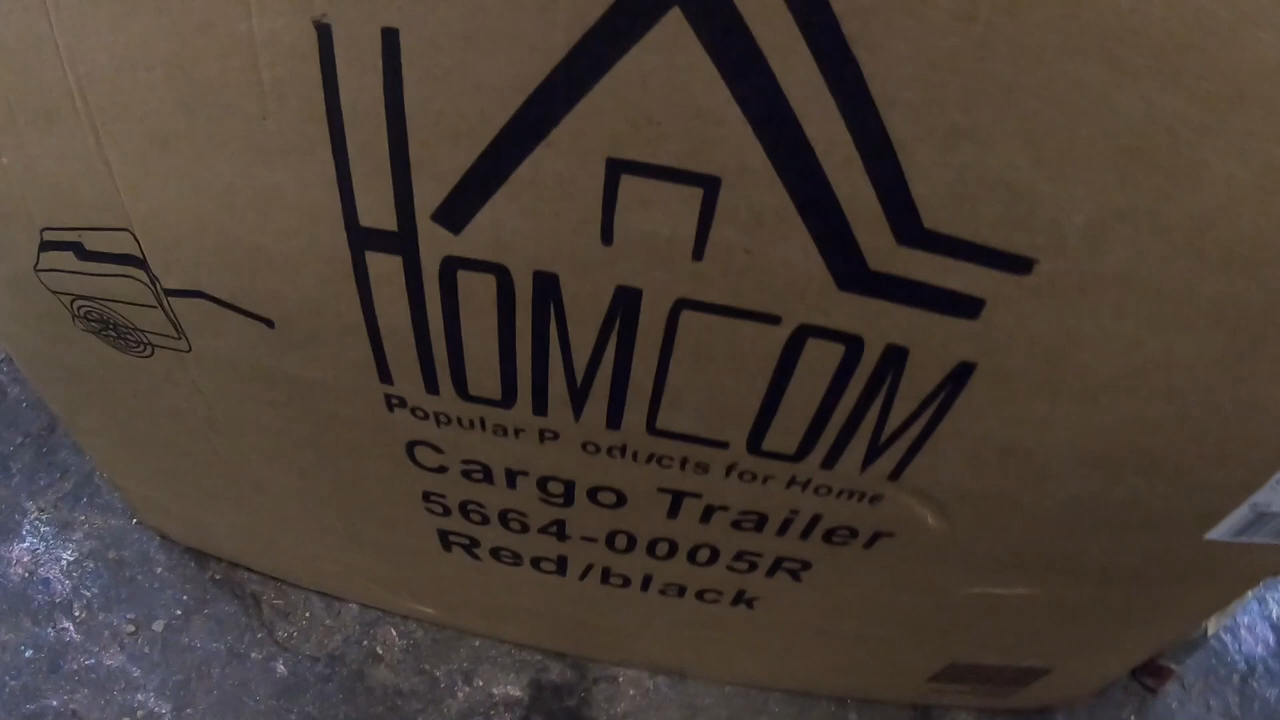 HOMCOM
Popular P oducts for Home
Cargo Trailer
5664-0005R
Red/black